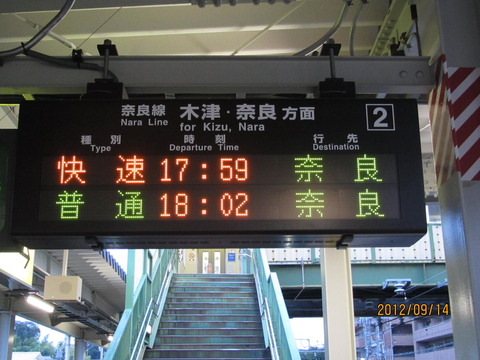 奈良線 木津・奈良 方面 2
Nara Line for Kizu, Nara
種別 時刻 行先
Type Departure Time Destination
快速 17:59 奈良
普通 18:02 奈良
2012/09/14